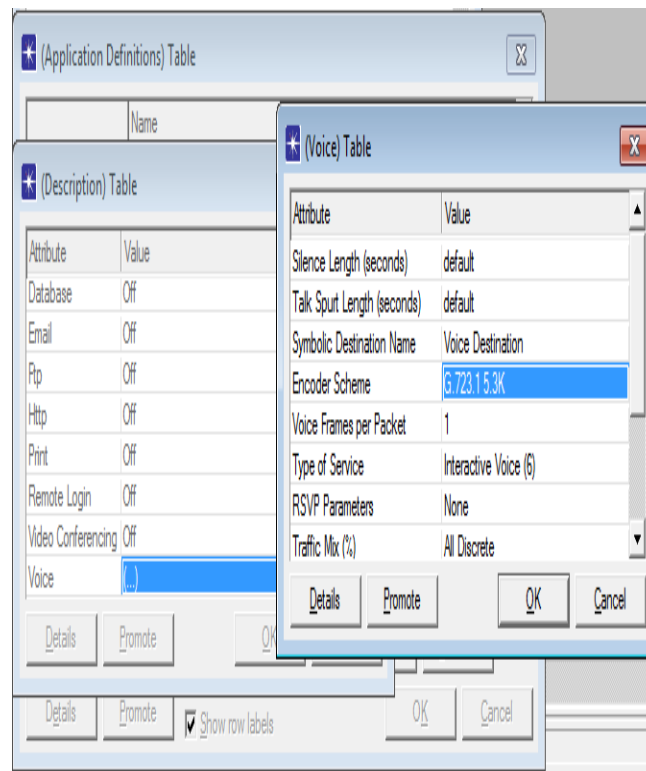 (Application Definitions) Table
Name
(Description) Table
Attribute Value
Database Off
Email Off
Ftp Off
Http Off
Print Off
Remote Login Off
Video Conferencing Off
Voice (...)
Details Promote OK
(Voice) Table
Attribute Value
Silence Length (seconds) default
Talk Spurt Length (seconds) default
Symbolic Destination Name Voice Destination
Encoder Scheme G.723.1 5.3K
Voice Frames per Packet 1
Type of Service Interactive Voice (6)
RSVP Parameters None
Traffic Mix (%) All Discrete
Details Promote OK Cancel
Details Promote Show row labels OK Cancel